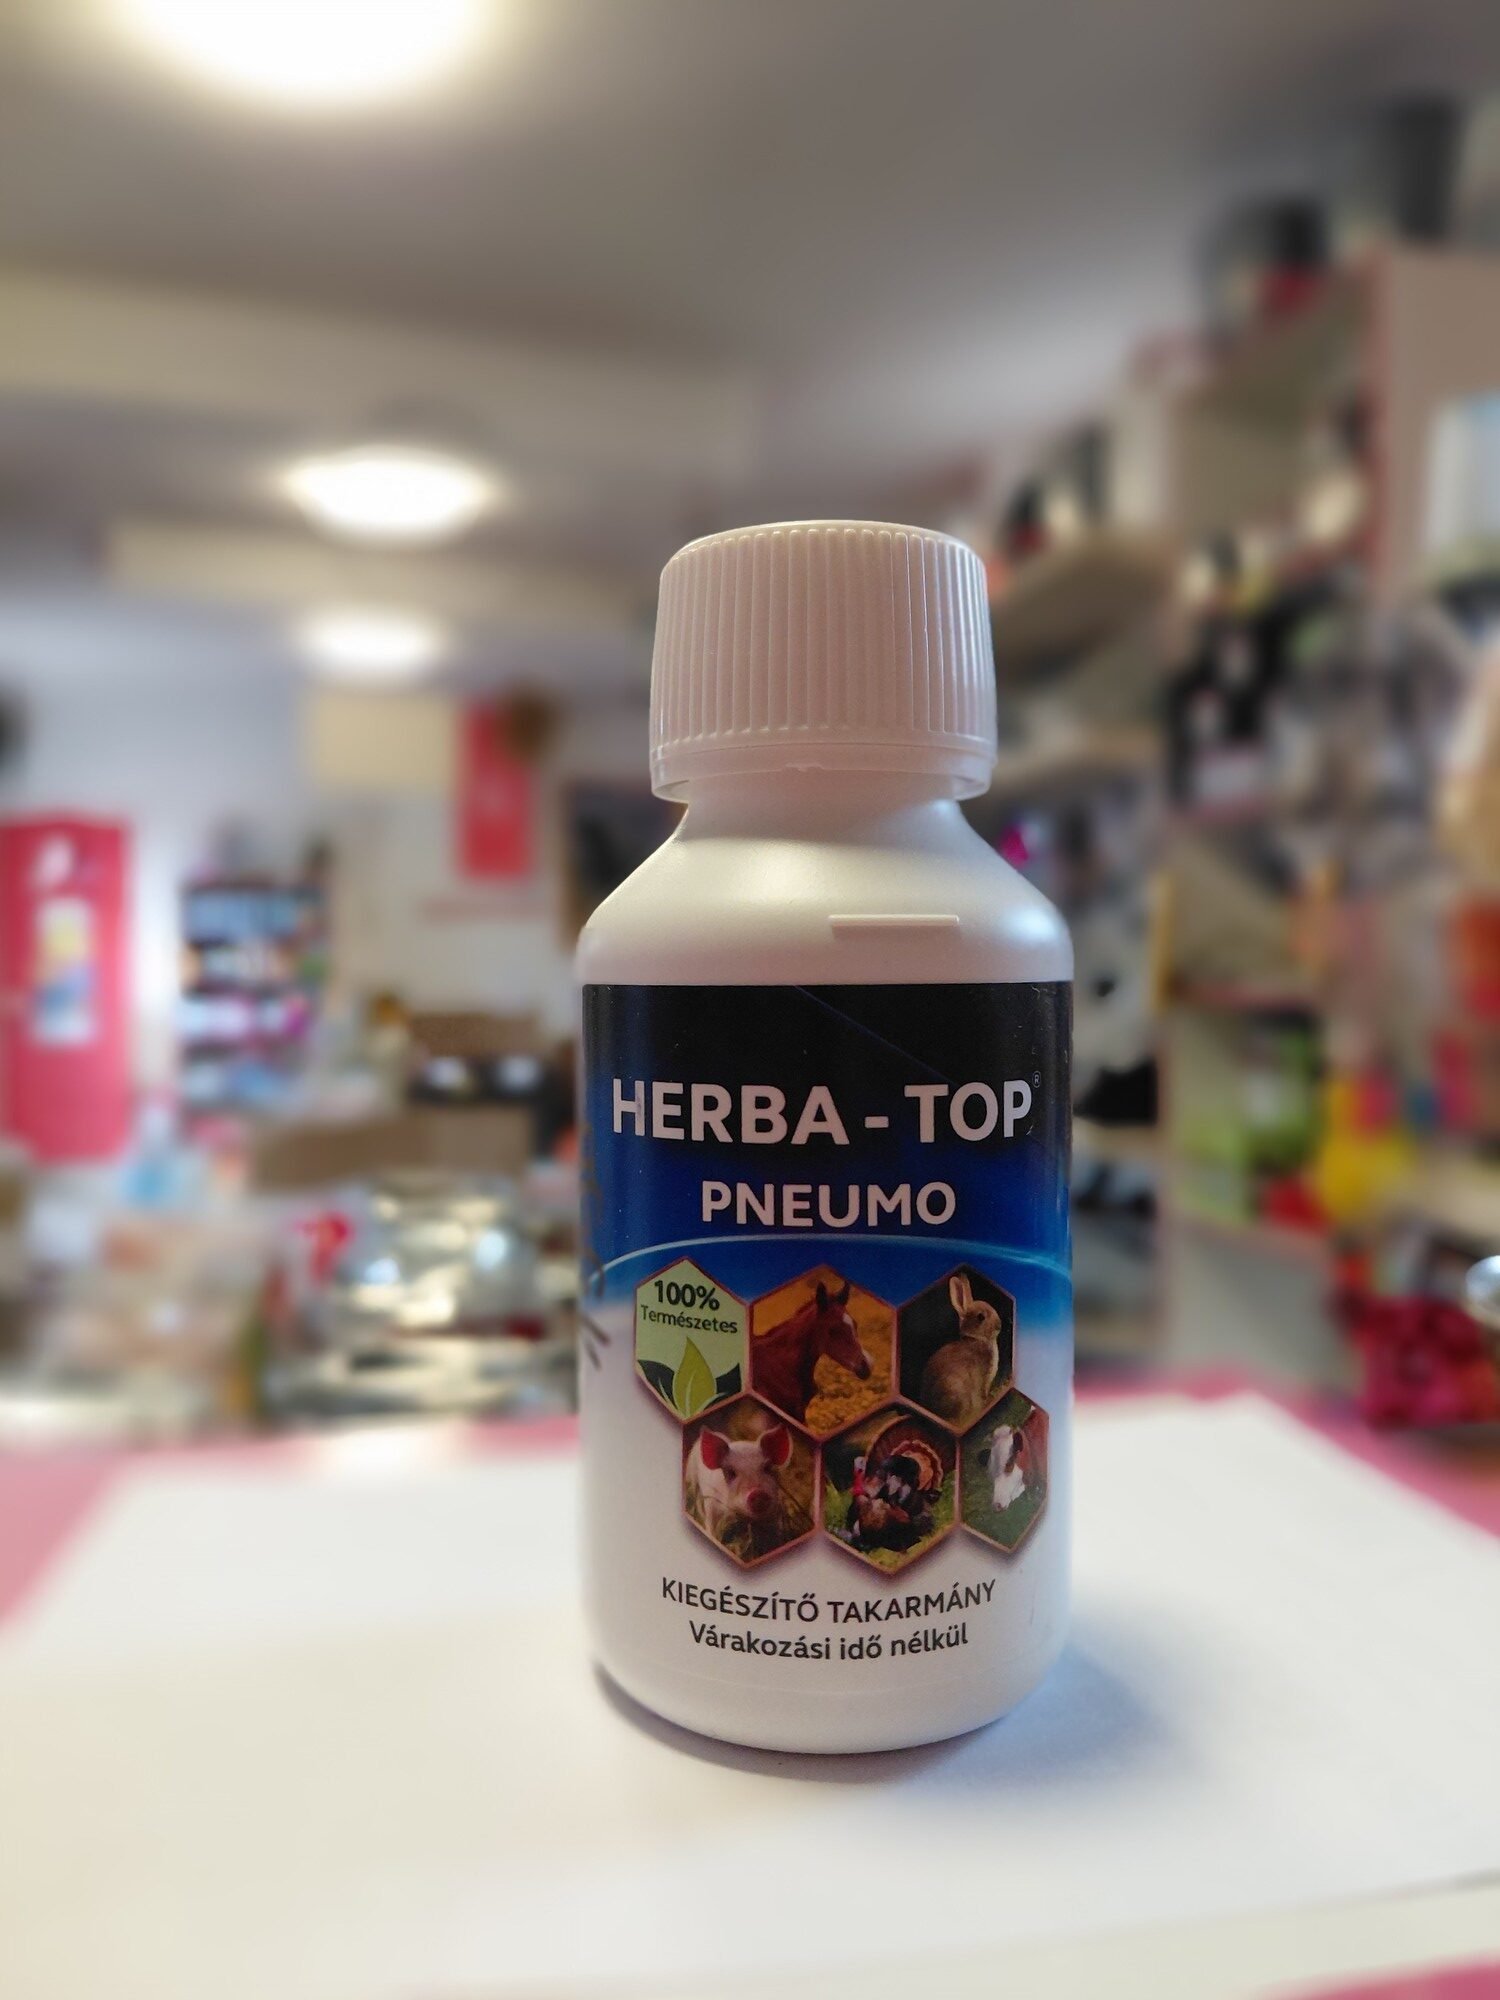 HERBA - TOP®
PNEUMO
100%
Természetes
KIEGÉSZÍTŐ TAKARMÁNY
Várakozási idő nélkül